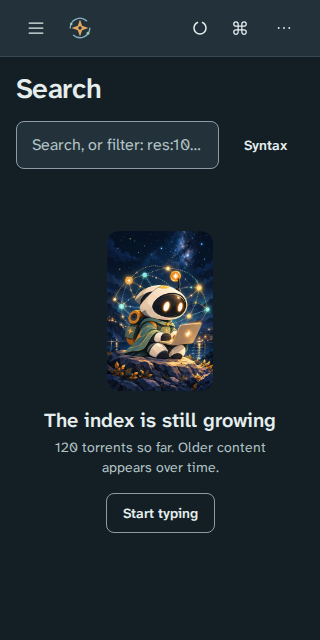 Search
Search, or filter: res:10...
Syntax
The index is still growing
120 torrents so far. Older content
appears over time.
Start typing